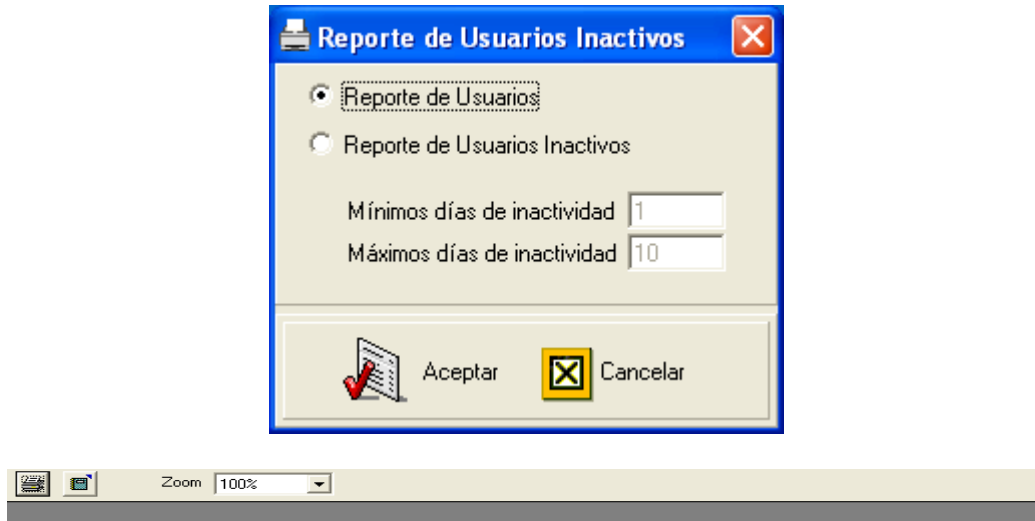 Reporte de Usuarios Inactivos
Reporte de Usuarios
Reporte de Usuarios Inactivos
Mínimos días de inactividad 1
Máximos días de inactividad 10
Aceptar Cancelar
Zoom 100%